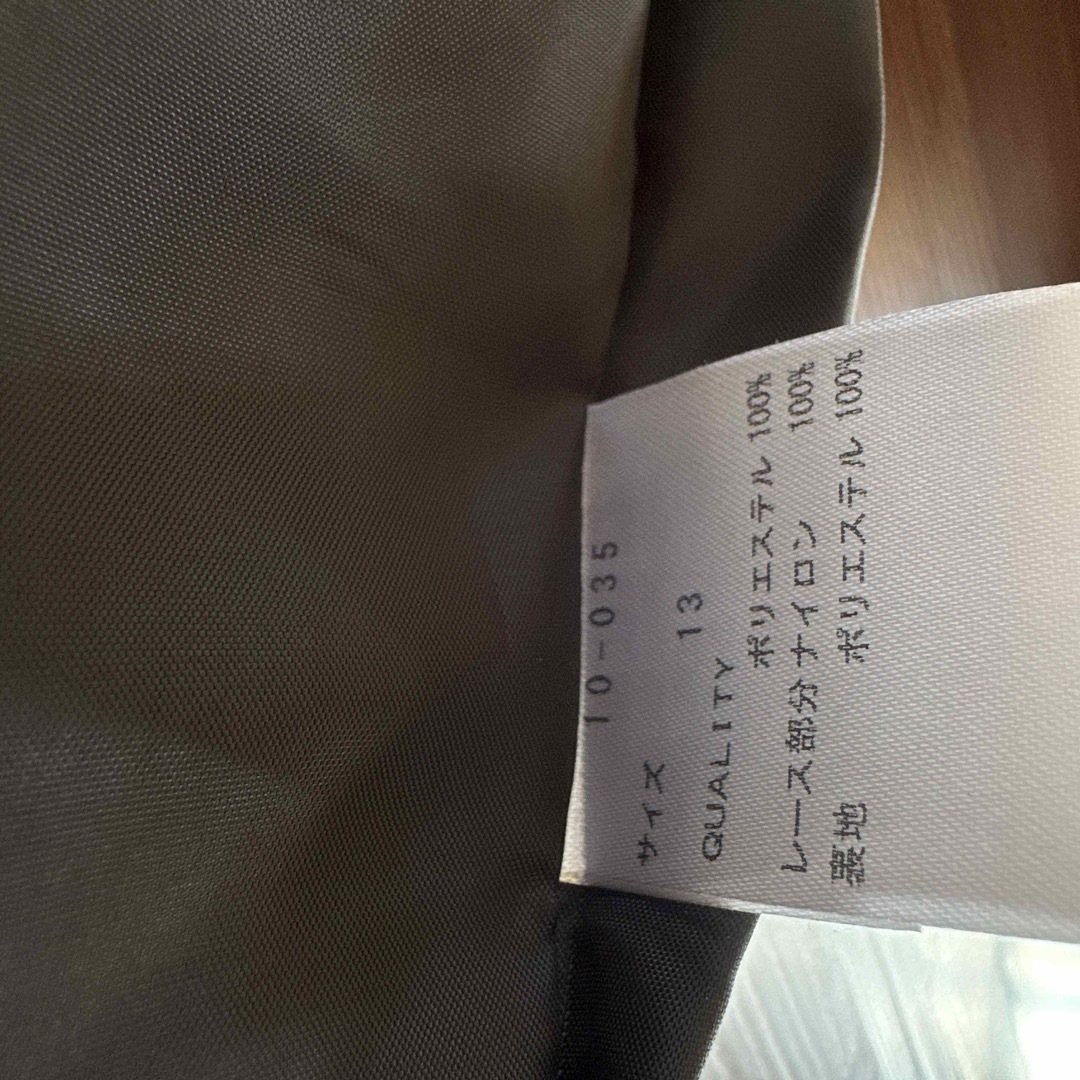 10-035
サイズ
13
QUALITY
ポリエステル 100%
レース部分ナイロン 100%
裏地 ポリエステル 100%